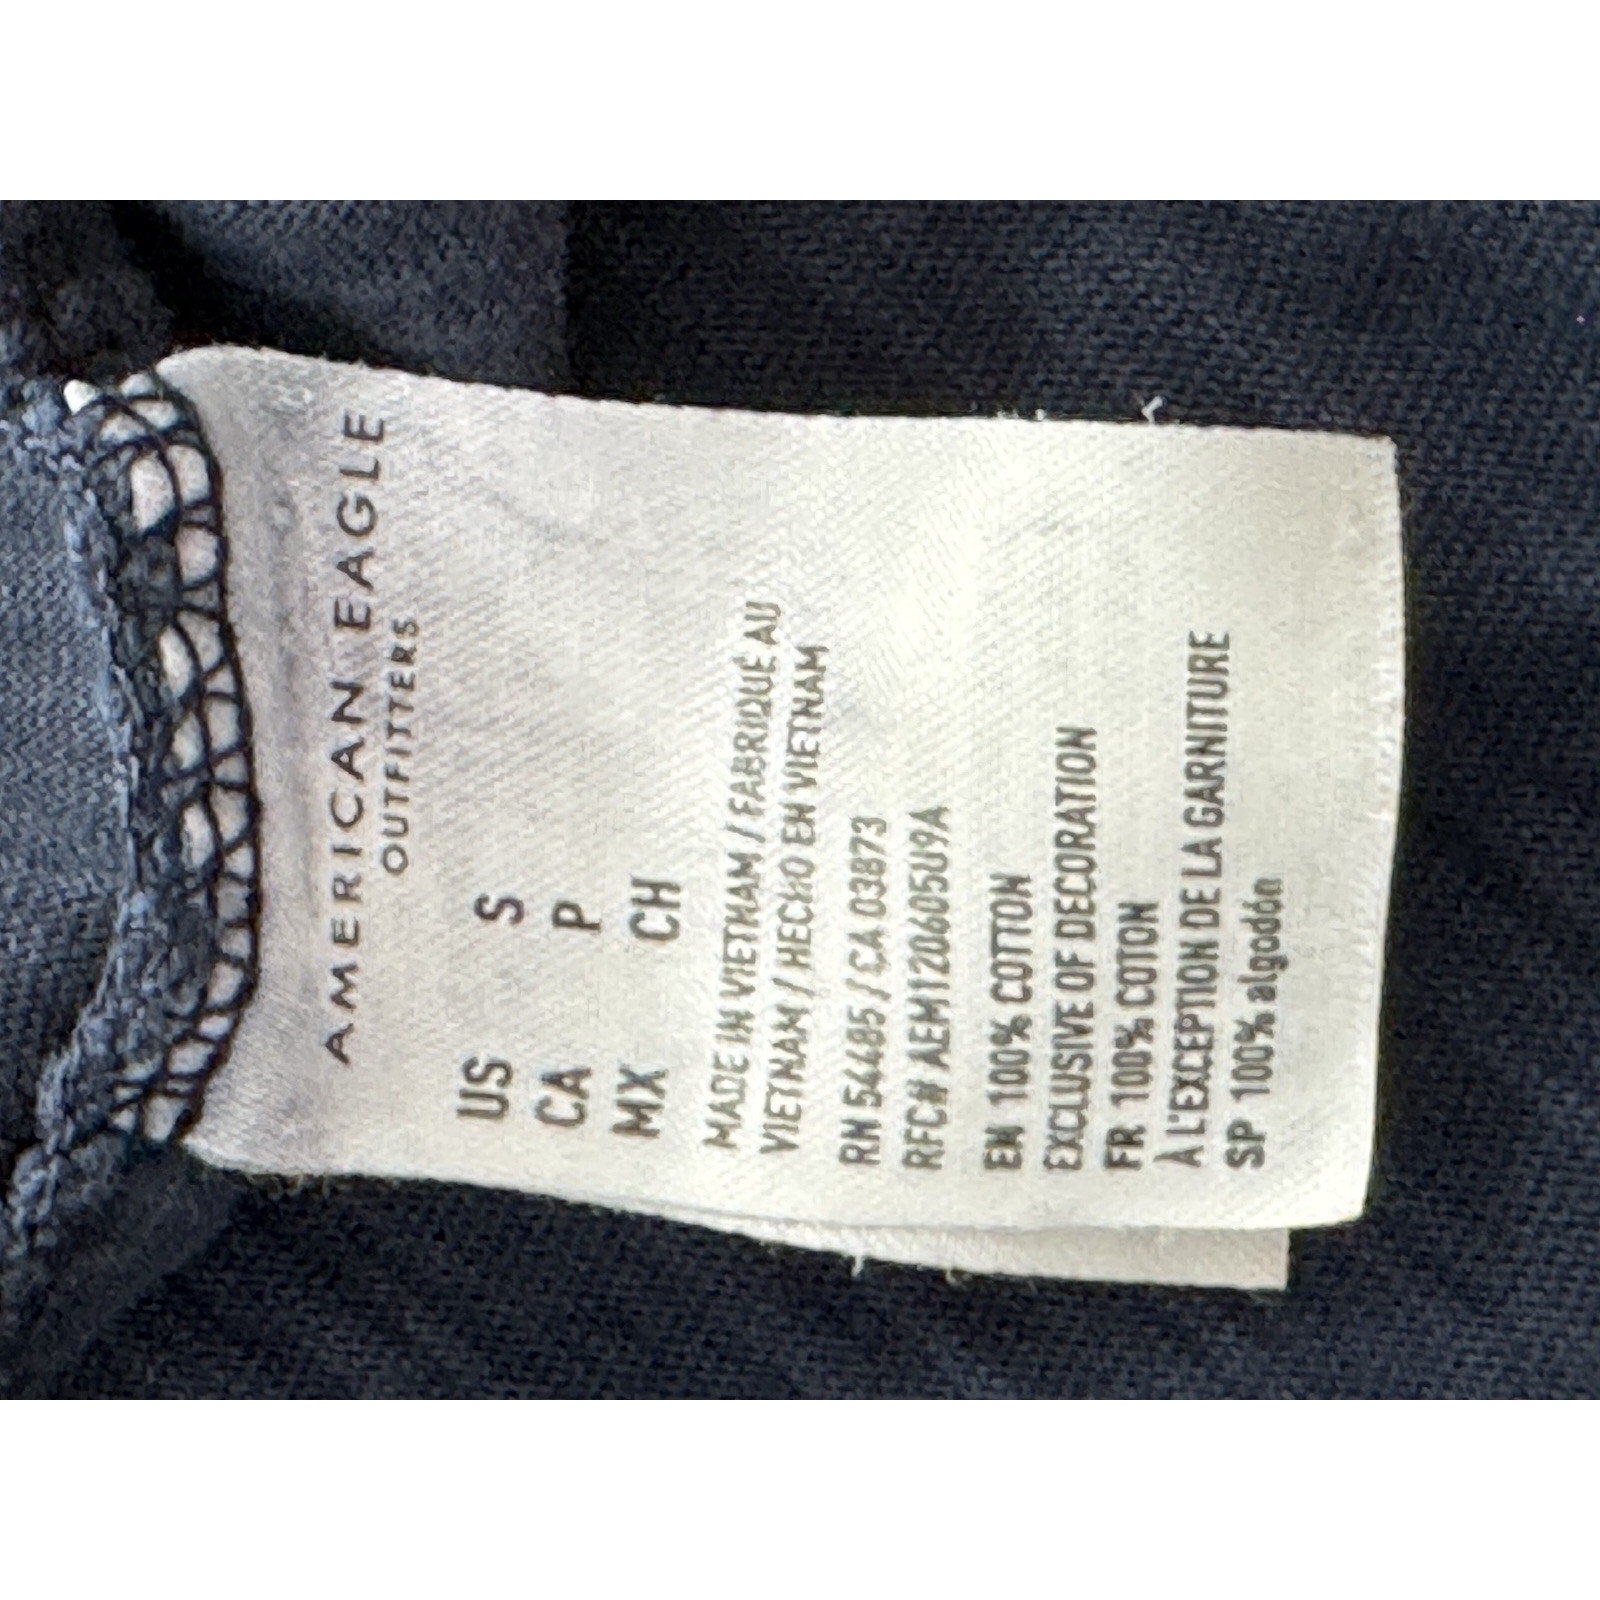 AMERICAN EAGLE
OUTFITTERS
US S
CA P
MX CH
MADE IN VIETNAM / FABRIQUÉ AU
VIETNAM / HECHO EN VIETNAM
RN 54485 / CA 03873
RFC# AEM120605U9A
EN 100% COTTON
EXCLUSIVE OF DECORATION
FR 100% COTON
À L'EXCEPTION DE LA GARNITURE
SP 100% algodón